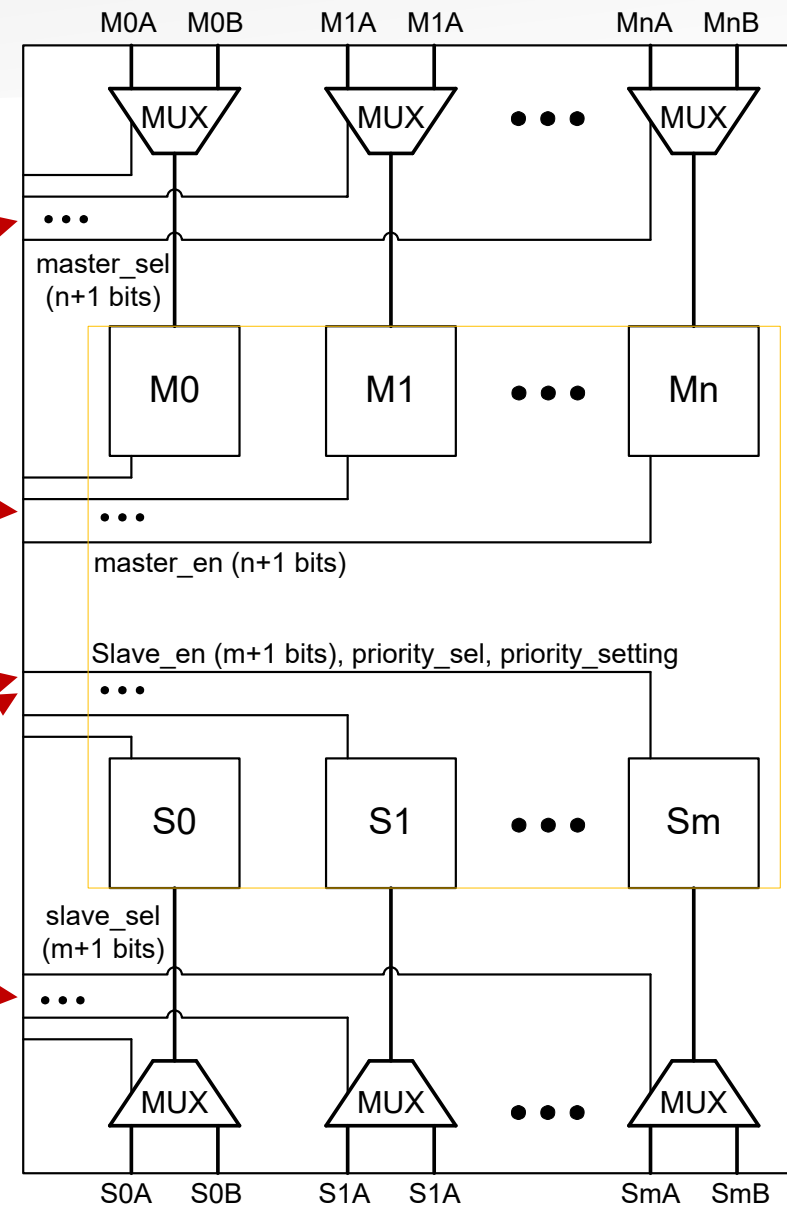 M0A M0B M1A M1A MnA MnB
MUX MUX MUX
master_sel
(n+1 bits)
M0 M1 Mn
master_en (n+1 bits)
Slave_en (m+1 bits), priority_sel, priority_setting
S0 S1 Sm
slave_sel
(m+1 bits)
MUX MUX MUX
S0A S0B S1A S1A SmA SmB